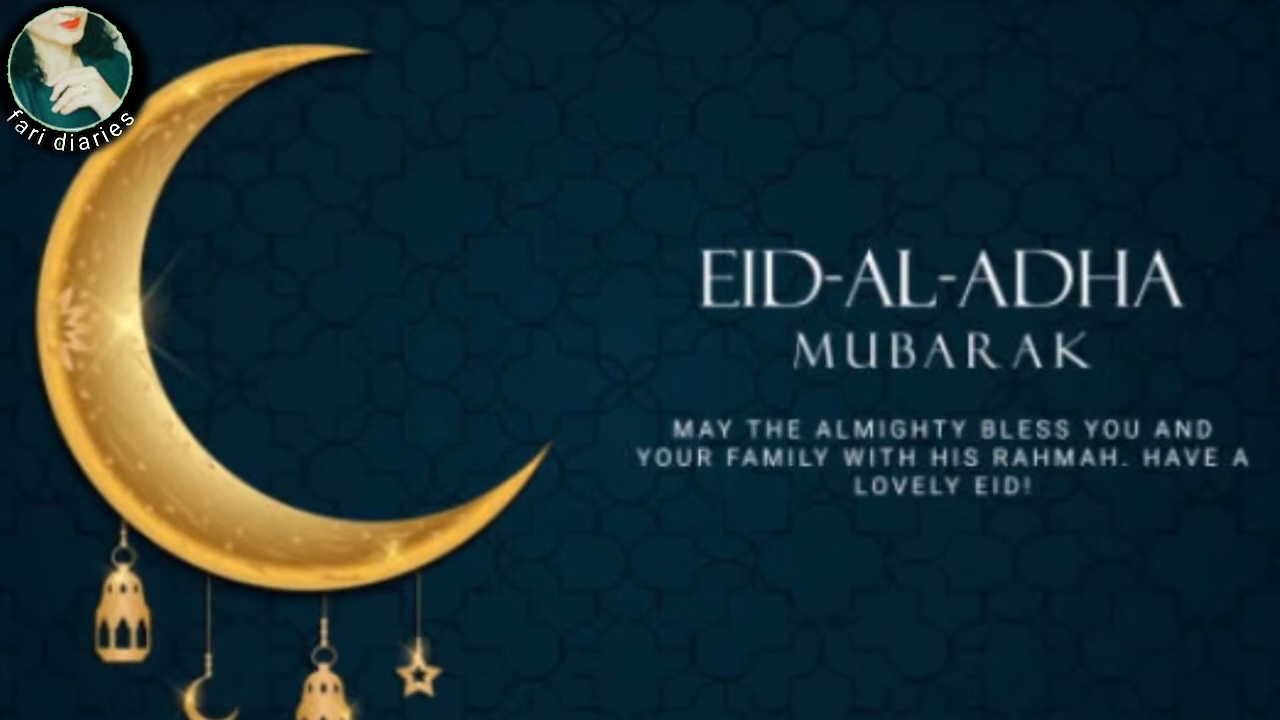 fari diaries
EID-AL-ADHA
MUBARAK
MAY THE ALMIGHTY BLESS YOU AND
YOUR FAMILY WITH HIS RAHMAH. HAVE A
LOVELY EID!